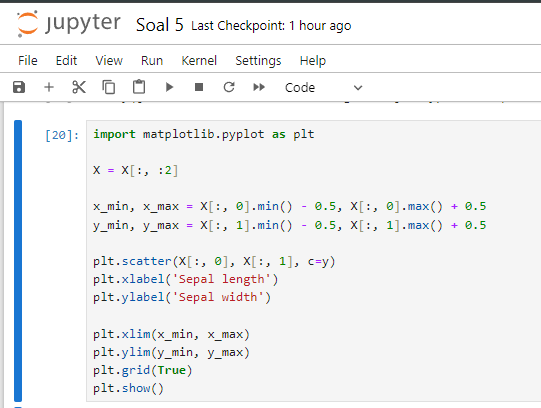 jupyter Soal 5 Last Checkpoint: 1 hour ago
File Edit View Run Kernel Settings Help
Code
[20]: import matplotlib.pyplot as plt
X = X[:, :2]
x_min, x_max = X[:, 0].min() - 0.5, X[:, 0].max() + 0.5
y_min, y_max = X[:, 1].min() - 0.5, X[:, 1].max() + 0.5
plt.scatter(X[:, 0], X[:, 1], c=y)
plt.xlabel('Sepal length')
plt.ylabel('Sepal width')
plt.xlim(x_min, x_max)
plt.ylim(y_min, y_max)
plt.grid(True)
plt.show()